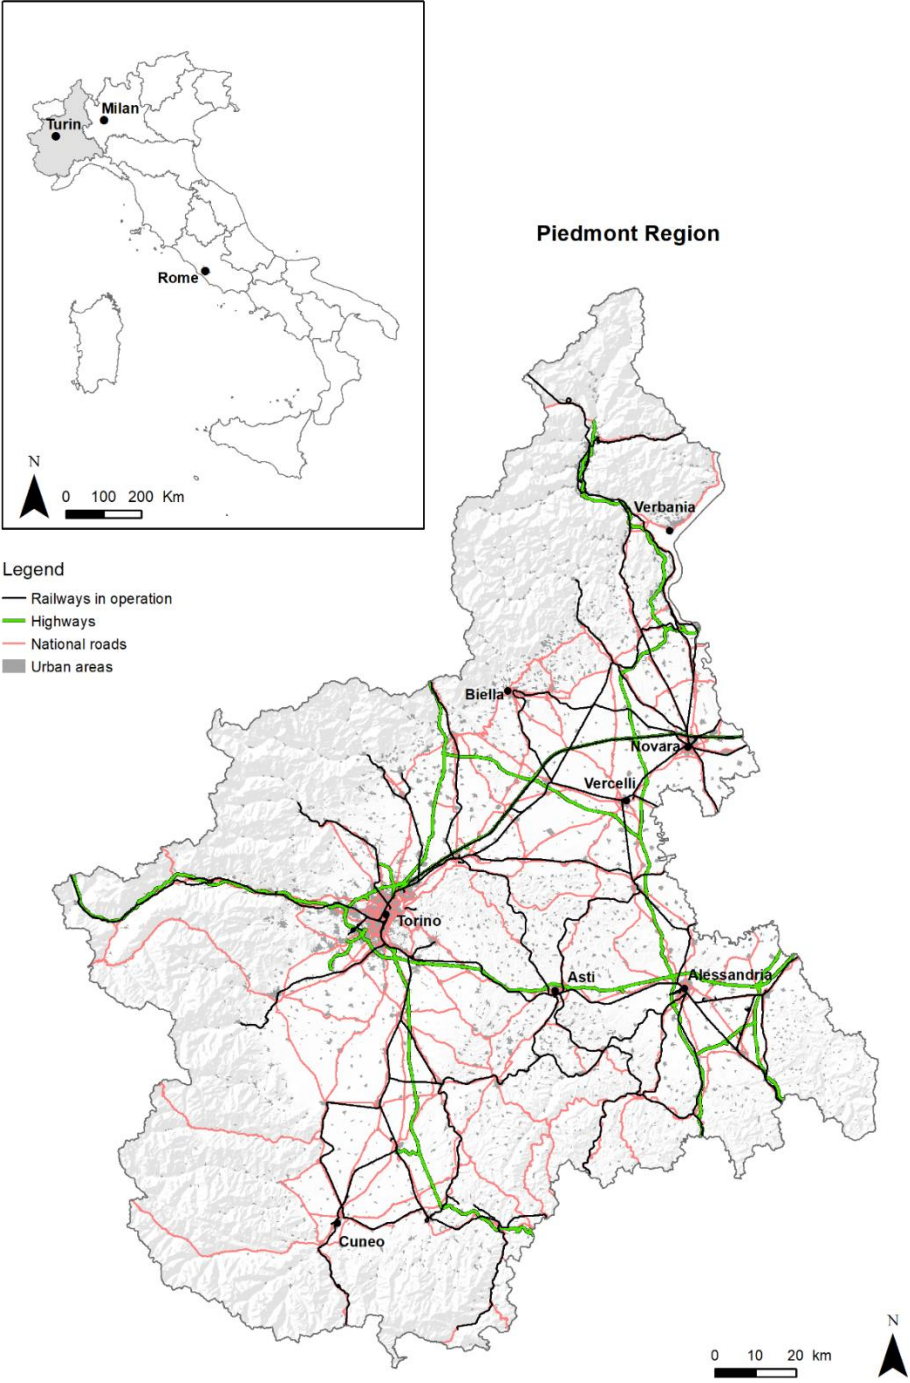 Milan
Turin
Rome
N
0 100 200 Km
Piedmont Region
Legend
Railways in operation
Highways
National roads
Urban areas
Verbania
Biella
Novara
Vercelli
Torino
Asti
Alessandria
Cuneo
N
0 10 20 km